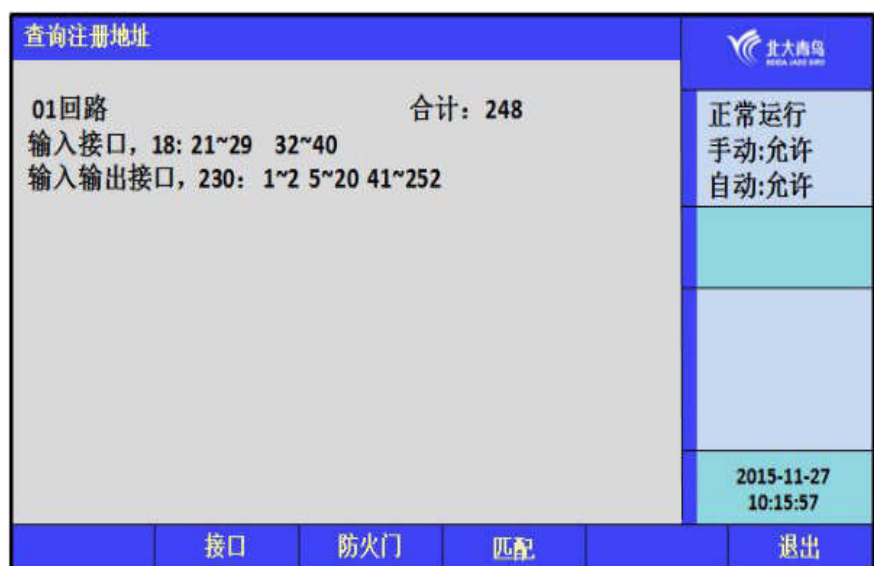 查询注册地址
北大青鸟
BEIDA JADE BIRD
01回路 合计：248
输入接口，18: 21~29 32~40
输入输出接口，230： 1~2 5~20 41~252
正常运行
手动:允许
自动:允许
2015-11-27
10:15:57
接口 防火门 匹配 退出